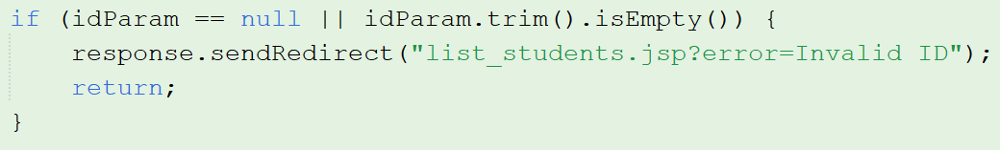 if (idParam == null || idParam.trim().isEmpty()) {
    response.sendRedirect("list_students.jsp?error=Invalid ID");
    return;
}